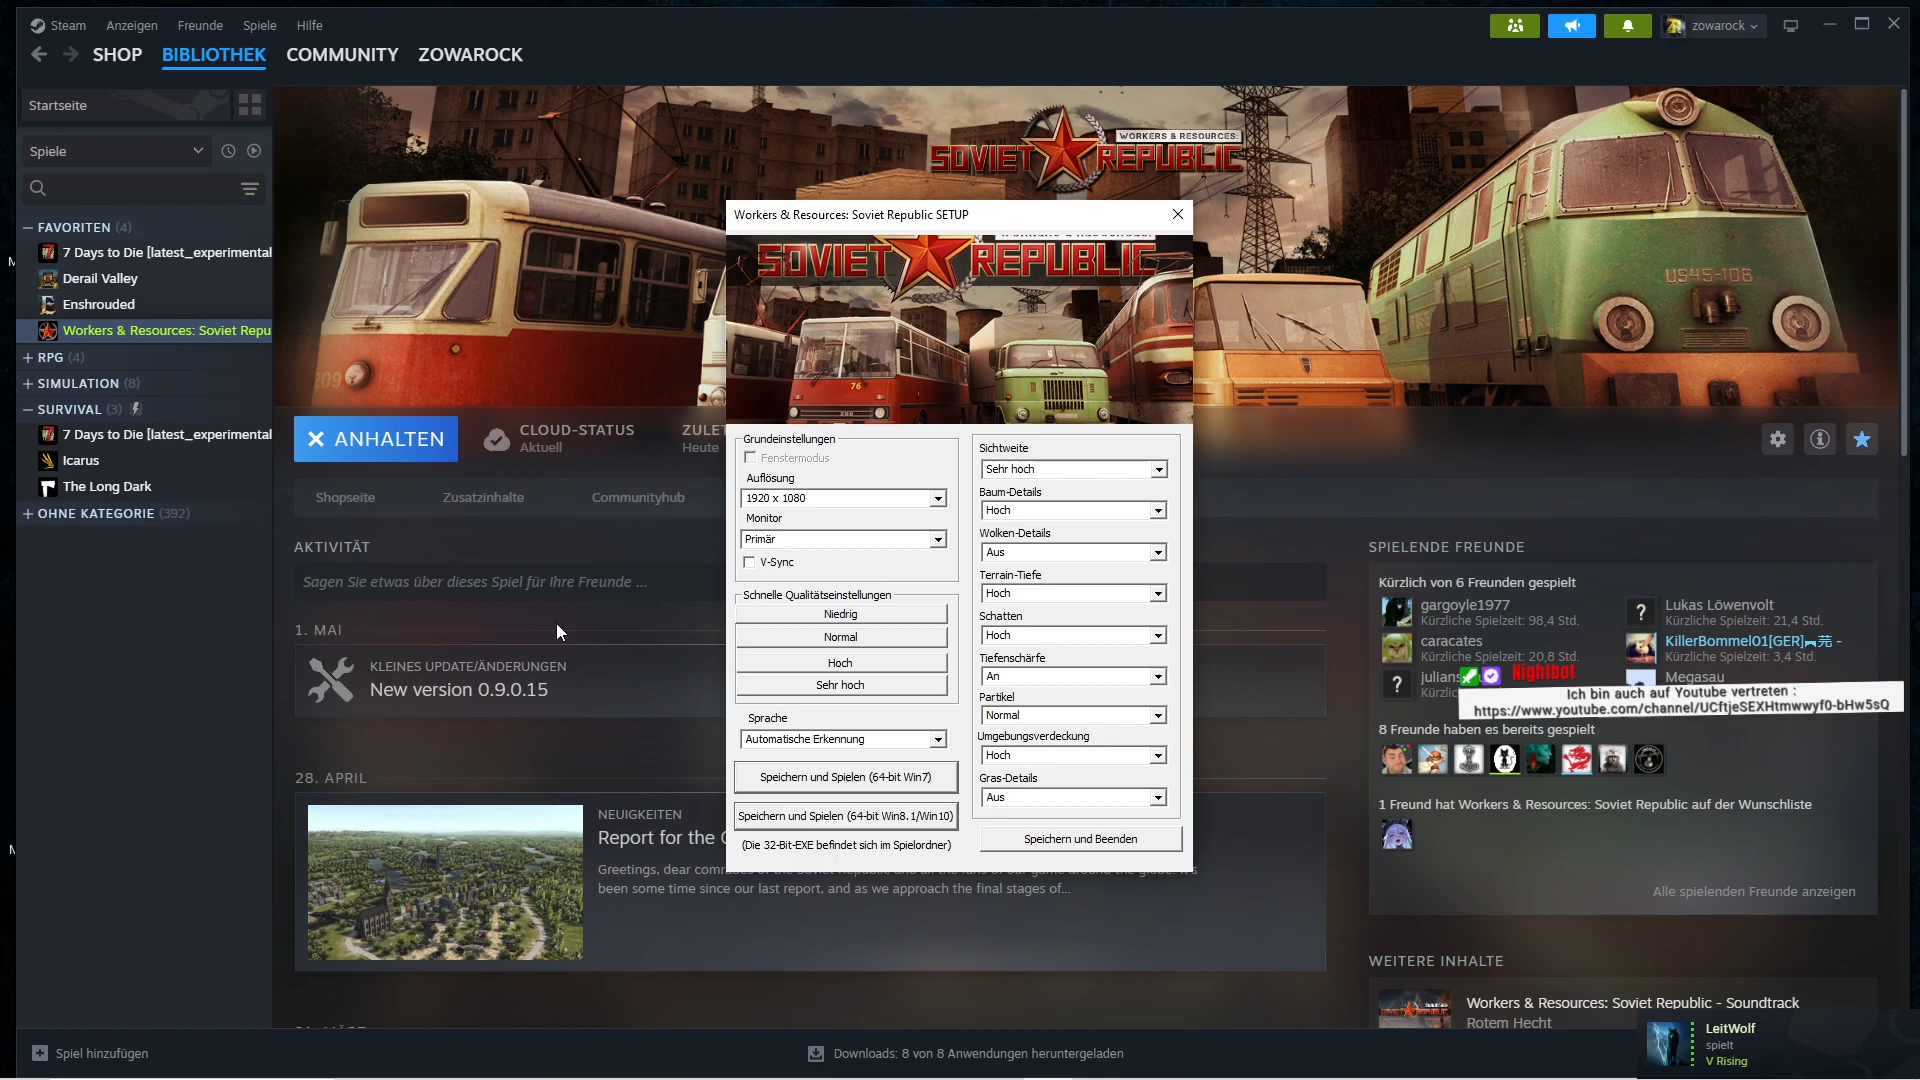 Steam Anzeigen Freunde Spiele Hilfe
zowarock
SHOP BIBLIOTHEK COMMUNITY ZOWAROCK
Startseite
Spiele
FAVORITEN (4)
7 Days to Die [latest_experimental
Derail Valley
Enshrouded
Workers & Resources: Soviet Repu
RPG (4)
SIMULATION (8)
SURVIVAL (3)
7 Days to Die [latest_experimental
Icarus
The Long Dark
OHNE KATEGORIE (392)
WORKERS & RESOURCES:
SOVIET REPUBLIC
209
US45-106
ANHALTEN
CLOUD-STATUS
Aktuell
ZULET
Heute
Shopseite Zusatzinhalte Communityhub
AKTIVITÄT
Sagen Sie etwas über dieses Spiel für Ihre Freunde ...
1. MAI
KLEINES UPDATE/ÄNDERUNGEN
New version 0.9.0.15
28. APRIL
NEUIGKEITEN
Report for the
Greetings, dear
been some time since our last report, and as we approach the final stages of...
Workers & Resources: Soviet Republic SETUP
SOVIET REPUBLIC
76
Grundeinstellungen
Fenstermodus
Auflösung
1920 x 1080
Monitor
Primär
V-Sync
Schnelle Qualitätseinstellungen
Niedrig
Normal
Hoch
Sehr hoch
Sprache
Automatische Erkennung
Speichern und Spielen (64-bit Win7)
Speichern und Spielen (64-bit Win8.1/Win10)
(Die 32-Bit-EXE befindet sich im Spielordner)
Sichtweite
Sehr hoch
Baum-Details
Hoch
Wolken-Details
Aus
Terrain-Tiefe
Hoch
Schatten
Hoch
Tiefenschärfe
An
Partikel
Normal
Umgebungsverdeckung
Hoch
Gras-Details
Aus
Speichern und Beenden
SPIELENDE FREUNDE
Kürzlich von 6 Freunden gespielt
gargoyle1977
Kürzliche Spielzeit: 98,4 Std.
Lukas Löwenvolt
Kürzliche Spielzeit: 21,4 Std.
caracates
Kürzliche Spielzeit: 20,8 Std.
KillerBommel01[GER]
Kürzliche Spielzeit: 3,4 Std.
Megasau
Nightbot
Ich bin auch auf Youtube vertreten :
https://www.youtube.com/channel/UCftjeSEXHtmwwyf0-bHw5sQ
8 Freunde haben es bereits gespielt
1 Freund hat Workers & Resources: Soviet Republic auf der Wunschliste
Alle spielenden Freunde anzeigen
WEITERE INHALTE
Workers & Resources: Soviet Republic - Soundtrack
Rotem Hecht
Spiel hinzufügen
Downloads: 8 von 8 Anwendungen heruntergeladen
LeitWolf
spielt
V Rising